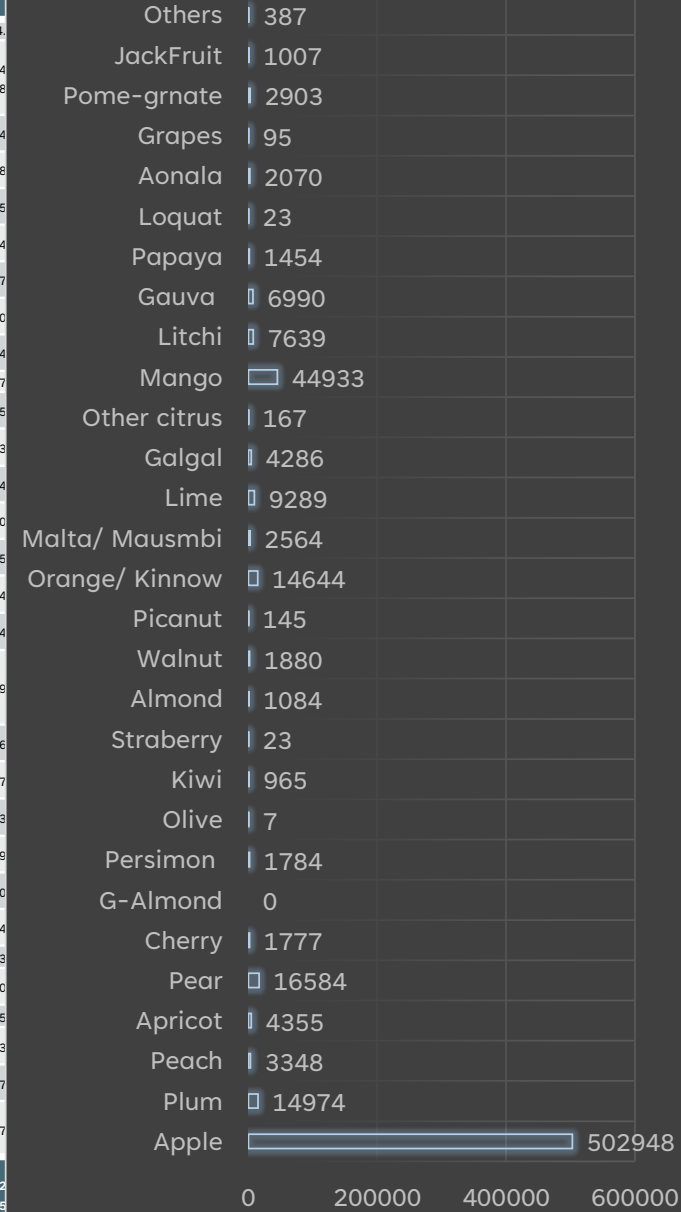 Others 387
JackFruit 1007
Pome-grnate 2903
Grapes 95
Aonala 2070
Loquat 23
Papaya 1454
Gauva 6990
Litchi 7639
Mango 44933
Other citrus 167
Galgal 4286
Lime 9289
Malta/ Mausmbi 2564
Orange/ Kinnow 14644
Picanut 145
Walnut 1880
Almond 1084
Straberry 23
Kiwi 965
Olive 7
Persimon 1784
G-Almond 0
Cherry 1777
Pear 16584
Apricot 4355
Peach 3348
Plum 14974
Apple 502948
0 200000 400000 600000